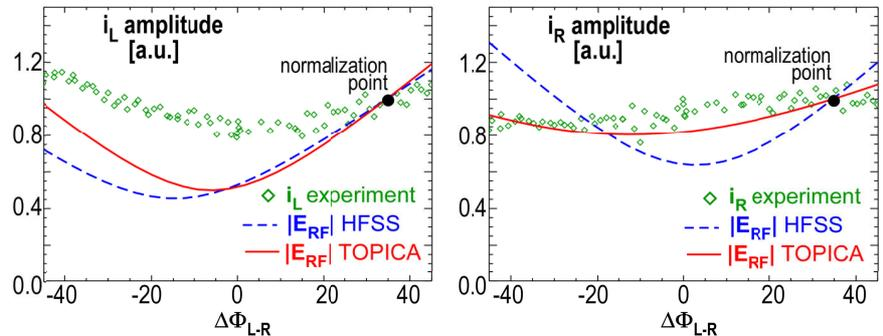 i_L amplitude
[a.u.]
normalization
point
1.2
0.8
0.4
0.0
i_L experiment
|E_RF| HFSS
|E_RF| TOPICA
-40 -20 0 20 40
ΔΦ_L-R
i_R amplitude
[a.u.]
normalization
point
1.2
0.8
0.4
0.0
i_R experiment
|E_RF| HFSS
|E_RF| TOPICA
-40 -20 0 20 40
ΔΦ_L-R